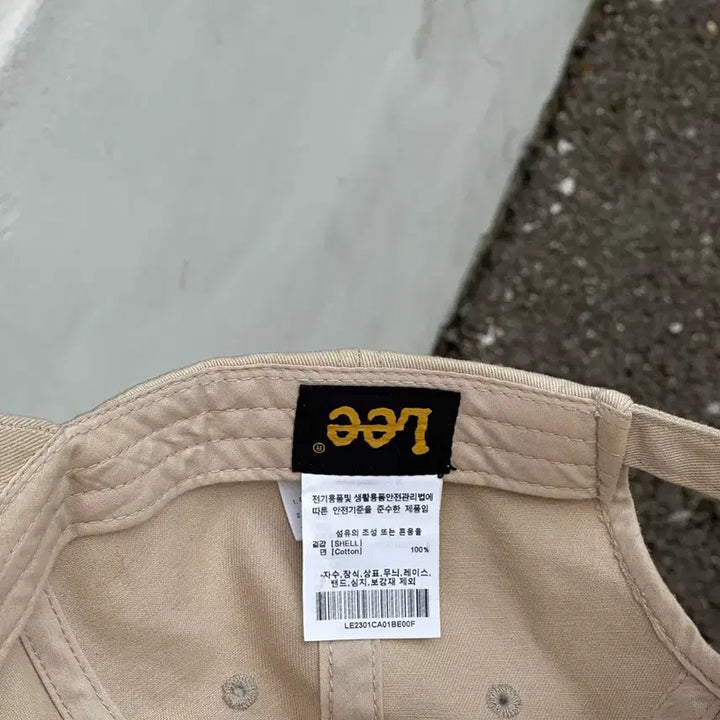 Lee
®
전기용품및 생활용품안전관리법에
따른 안전기준을 준수한 제품임
섬유의 조성 또는 혼용율
겉감 [SHELL]
면 [Cotton] 100%
-자수,장식,상표,무늬,레이스,
밴드,심지,보강재 제외
LE2301CA01BE00F
1.
2.